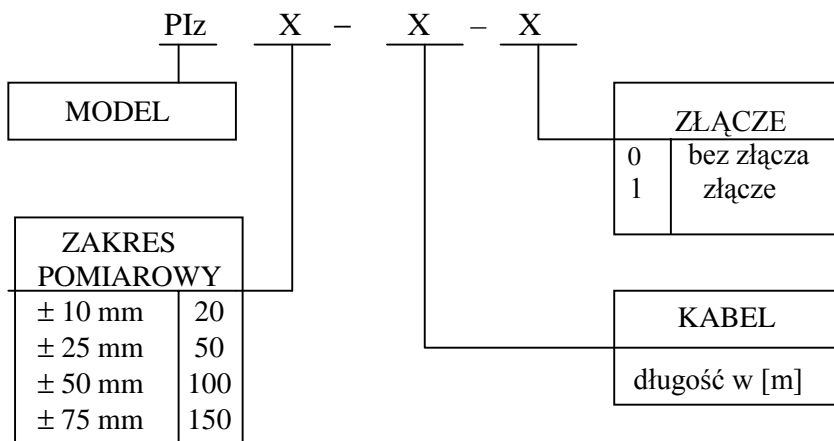 PIz X – X – X
MODEL
ZŁĄCZE
0 bez złącza
1 złącze
ZAKRES
POMIAROWY
± 10 mm 20
± 25 mm 50
± 50 mm 100
± 75 mm 150
KABEL
długość w [m]